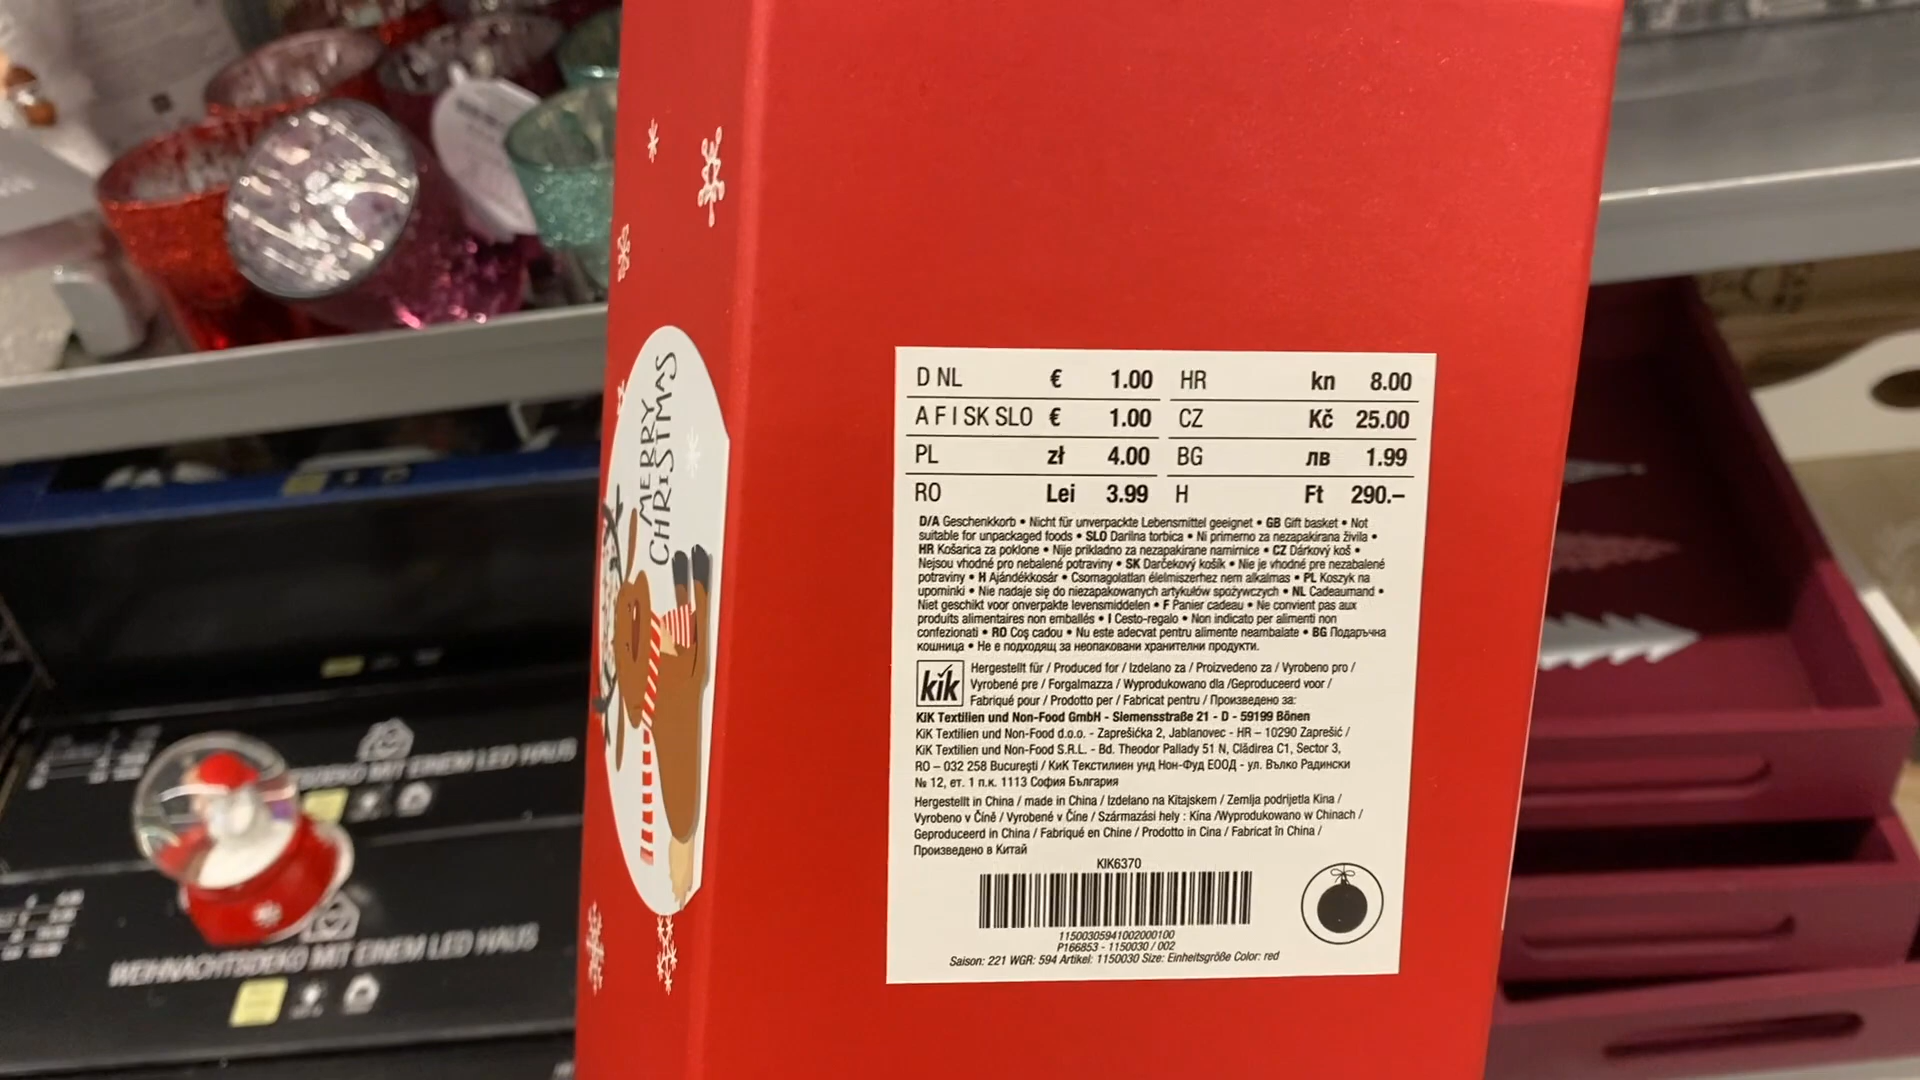 MERRY
CHRISTMAS
D NL € 1.00 HR kn 8.00
A F I SK SLO € 1.00 CZ Kč 25.00
PL zł 4.00 BG лв 1.99
RO Lei 3.99 H Ft 290.–
D/A Geschenkkorb • Nicht für unverpackte Lebensmittel geeignet • GB Gift basket • Not
suitable for unpackaged foods • SLO Darilna torbica • Ni primerno za nezapakirana živila •
HR Košarica za poklone • Nije prikladno za nezapakirane namirnice • CZ Dárkový koš •
Nejsou vhodné pro nebalené potraviny • SK Darčekový košík • Nie je vhodné pre nezabalené
potraviny • H Ajándékkosár • Csomagolatlan élelmiszerhez nem alkalmas • PL Koszyk na
upominki • Nie nadaje się do niezapakowanych artykułów spożywczych • NL Cadeaumand •
Niet geschikt voor onverpakte levensmiddelen • F Panier cadeau • Ne convient pas aux
produits alimentaires non emballés • I Cesto-regalo • Non indicato per alimenti non
confezionati • RO Coş cadou • Nu este adecvat pentru alimente neambalate • BG Подаръчна
кошница • Не е подходящ за неопаковани хранителни продукти.
kik
Hergestellt für / Produced for / Izdelano za / Proizvedeno za / Vyrobeno pro /
Vyrobené pre / Forgalmazza / Wyprodukowano dla /Geproduceerd voor /
Fabriqué pour / Prodotto per / Fabricat pentru / Произведено за:
KiK Textilien und Non-Food GmbH - Siemensstraße 21 - D - 59199 Bönen
KiK Textilien und Non-Food d.o.o. - Zaprešićka 2, Jablanovec - HR – 10290 Zaprešić /
KiK Textilien und Non-Food S.R.L. - Bd. Theodor Pallady 51 N, Clădirea C1, Sector 3,
RO – 032 258 Bucureşti / КиК Текстилиен унд Нон-Фуд ЕООД - ул. Вълко Радински
№ 12, ет. 1 п.к. 1113 София България
Hergestellt in China / made in China / Izdelano na Kitajskem / Zemlja podrijetla Kina /
Vyrobeno v Číně / Vyrobené v Číne / Származási hely : Kína /Wyprodukowano w Chinach /
Geproduceerd in China / Fabriqué en Chine / Prodotto in Cina / Fabricat în China /
Произведено в Китай
KIK6370
11500305941002000100
P166853 - 1150030 / 002
Saison: 221 WGR: 594 Artikel: 1150030 Size: Einheitsgröße Color: red
MIT EINEM LED HAUS
WEIHNACHTSDEKO MIT EINEM LED HAUS